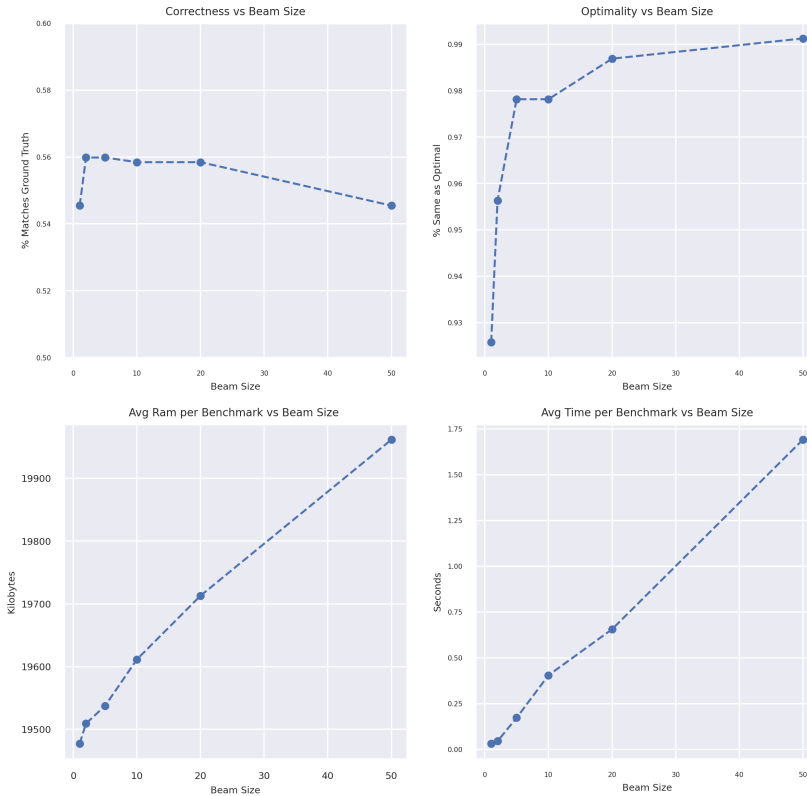 Correctness vs Beam Size
0.60
0.58
0.56
0.54
0.52
0.50
% Matches Ground Truth
0 10 20 30 40 50
Beam Size
Optimality vs Beam Size
0.99
0.98
0.97
0.96
0.95
0.94
0.93
% Same as Optimal
0 10 20 30 40 50
Beam Size
Avg Ram per Benchmark vs Beam Size
19900
19800
19700
19600
19500
Kilobytes
0 10 20 30 40 50
Beam Size
Avg Time per Benchmark vs Beam Size
1.75
1.50
1.25
1.00
0.75
0.50
0.25
0.00
Seconds
0 10 20 30 40 50
Beam Size